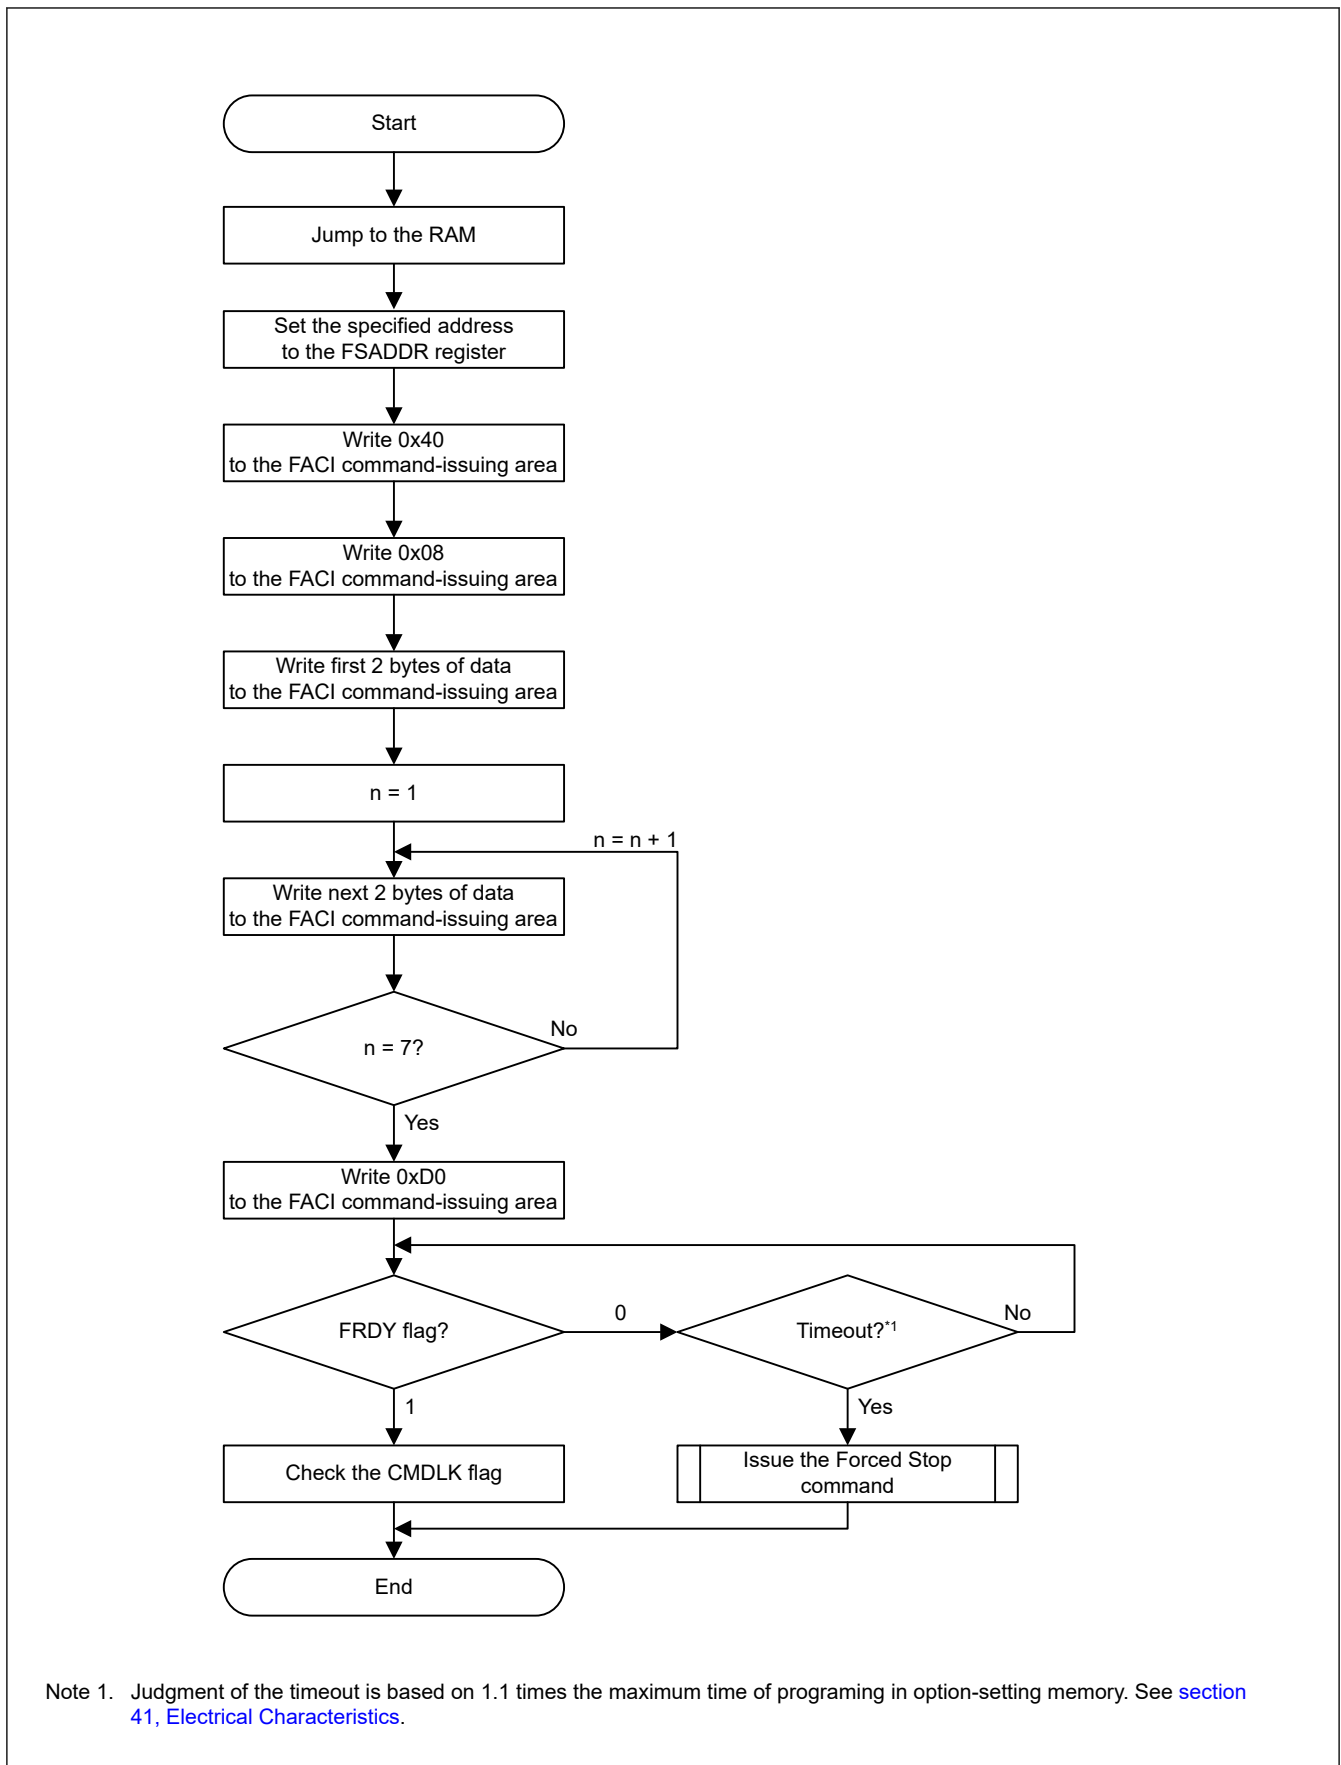 Start
Jump to the RAM
Set the specified address
to the FSADDR register
Write 0x40
to the FACI command-issuing area
Write 0x08
to the FACI command-issuing area
Write first 2 bytes of data
to the FACI command-issuing area
n = 1
n = n + 1
Write next 2 bytes of data
to the FACI command-issuing area
No
n = 7?
Yes
Write 0xD0
to the FACI command-issuing area
FRDY flag?
0
Timeout?*1
No
1
Yes
Check the CMDLK flag
Issue the Forced Stop
command
End
Note 1. Judgment of the timeout is based on 1.1 times the maximum time of programing in option-setting memory. See section
41, Electrical Characteristics.